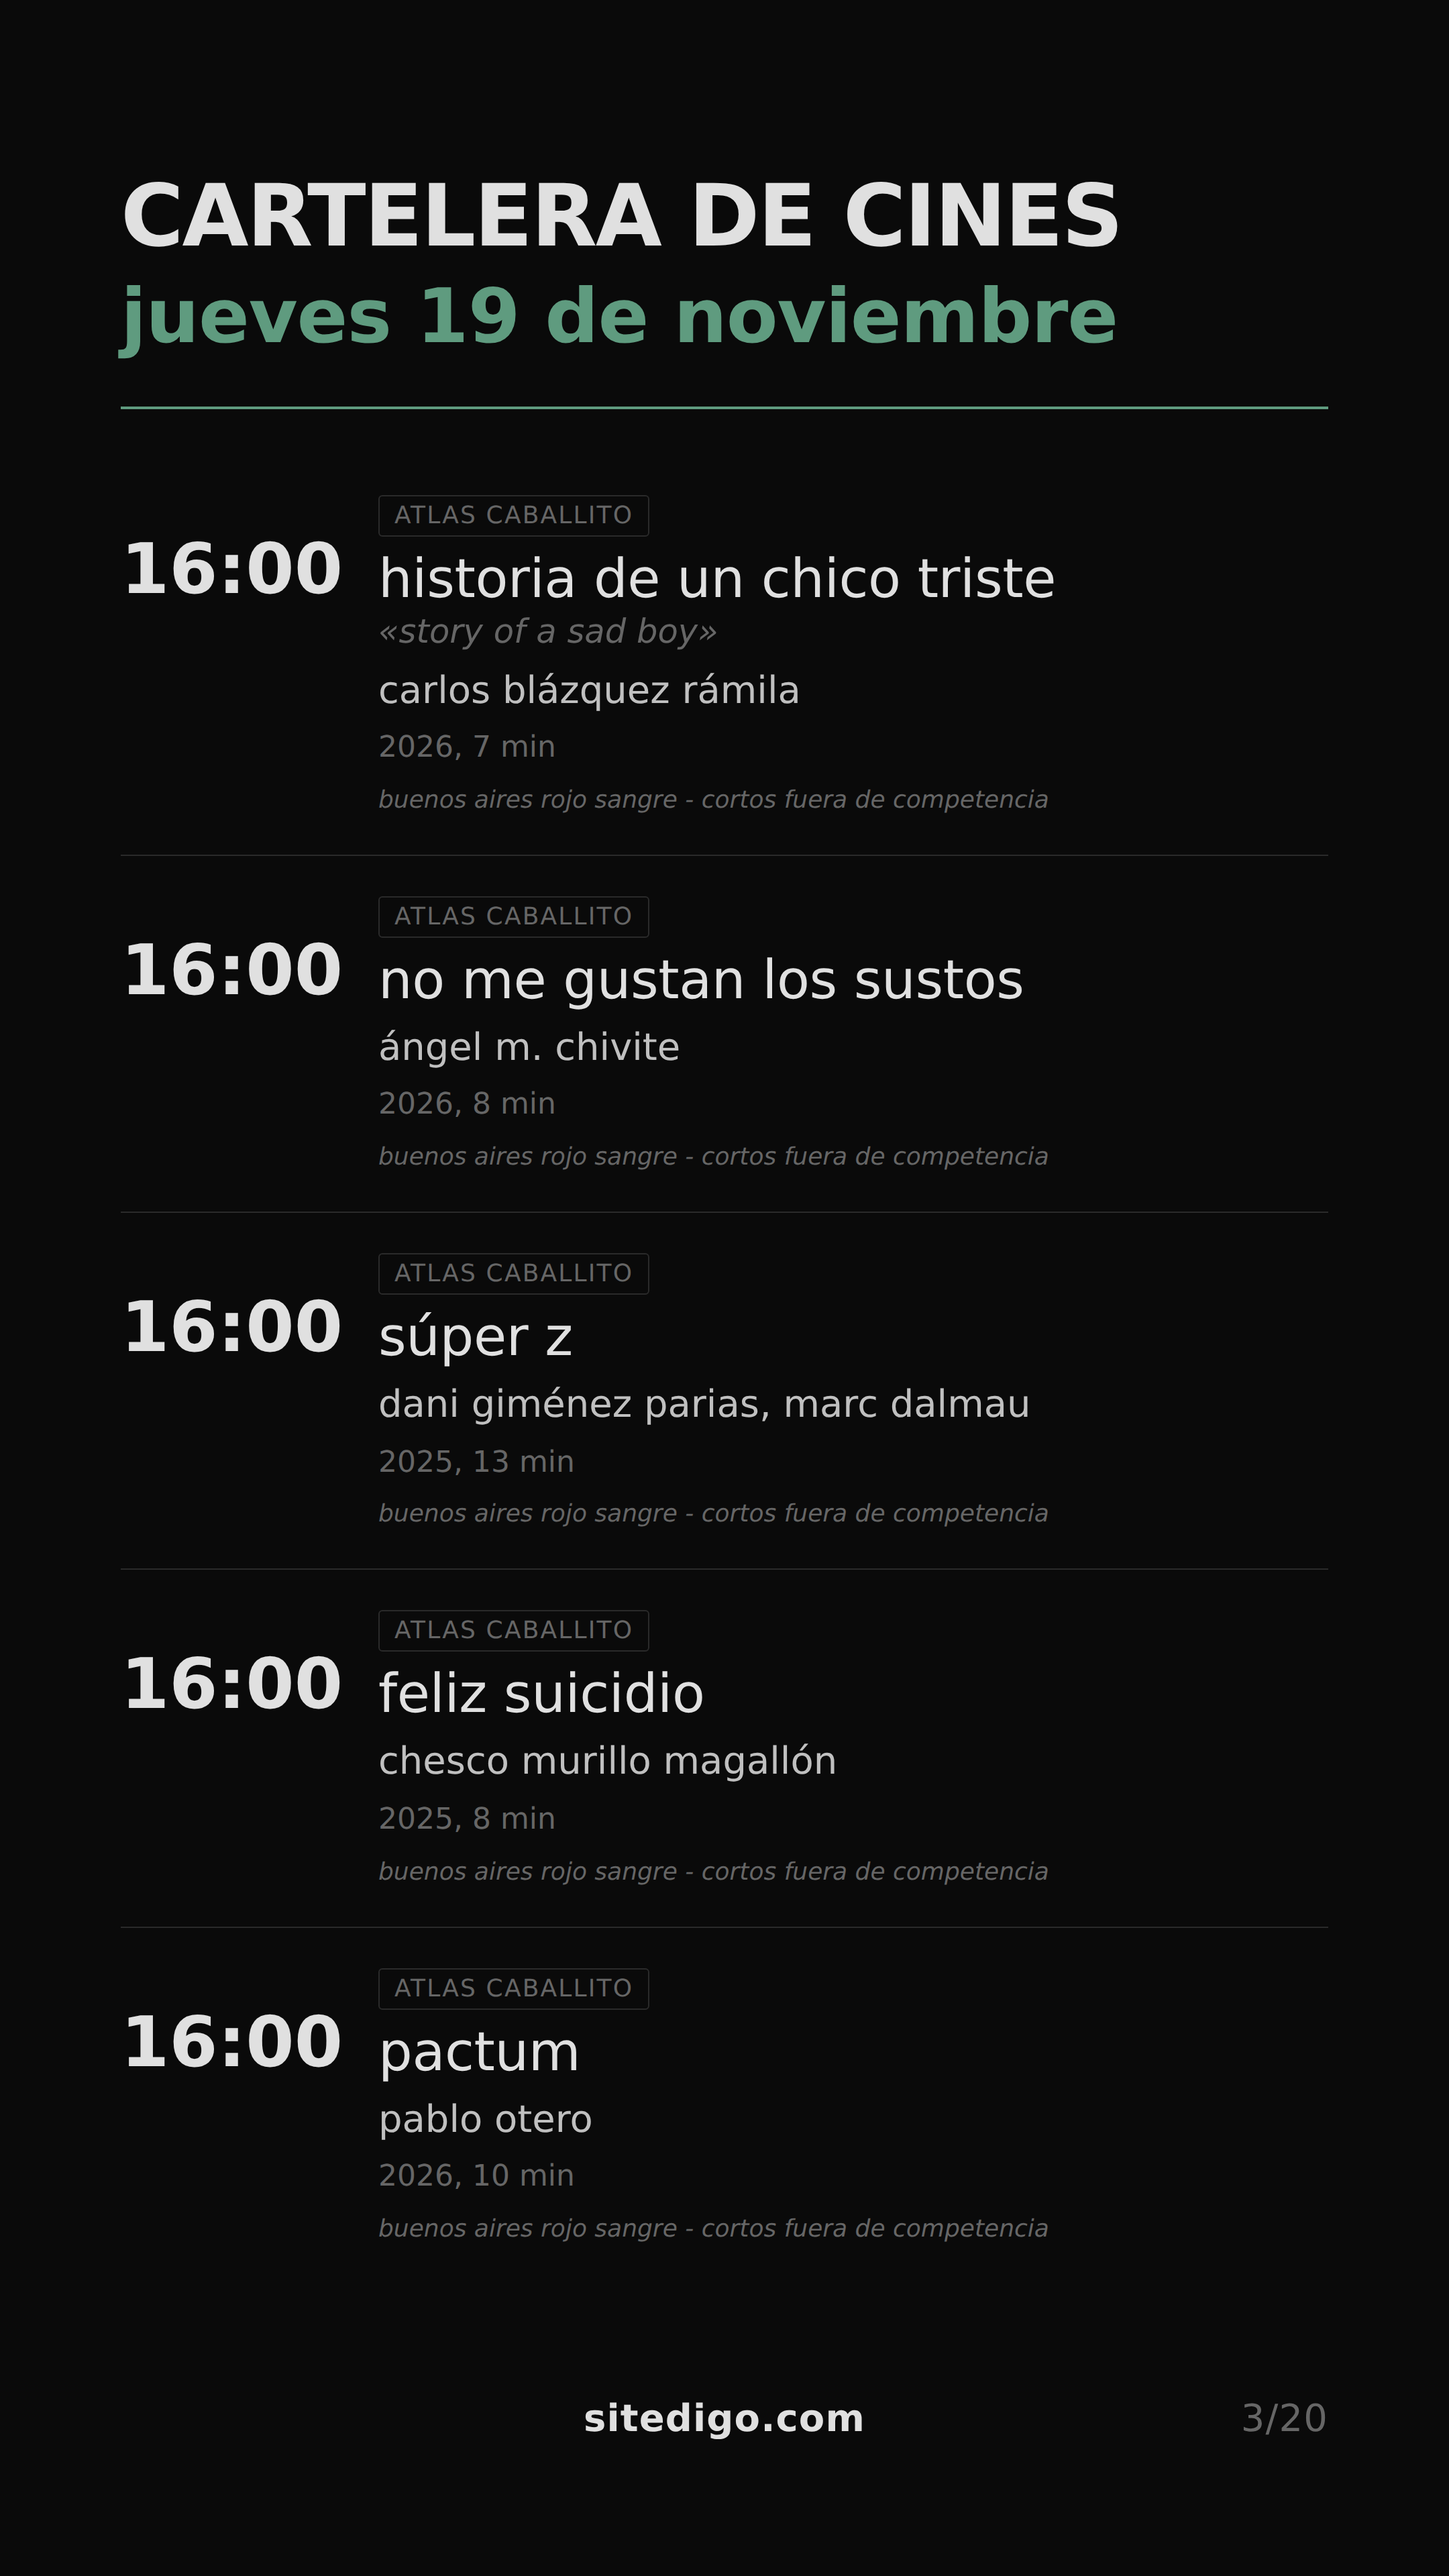 CARTELERA DE CINES
jueves 19 de noviembre
ATLAS CABALLITO
16:00
historia de un chico triste
«story of a sad boy»
carlos blázquez rámila
2026, 7 min
buenos aires rojo sangre - cortos fuera de competencia
ATLAS CABALLITO
16:00
no me gustan los sustos
ángel m. chivite
2026, 8 min
buenos aires rojo sangre - cortos fuera de competencia
ATLAS CABALLITO
16:00
súper z
dani giménez parias, marc dalmau
2025, 13 min
buenos aires rojo sangre - cortos fuera de competencia
ATLAS CABALLITO
16:00
feliz suicidio
chesco murillo magallón
2025, 8 min
buenos aires rojo sangre - cortos fuera de competencia
ATLAS CABALLITO
16:00
pactum
pablo otero
2026, 10 min
buenos aires rojo sangre - cortos fuera de competencia
sitedigo.com
3/20